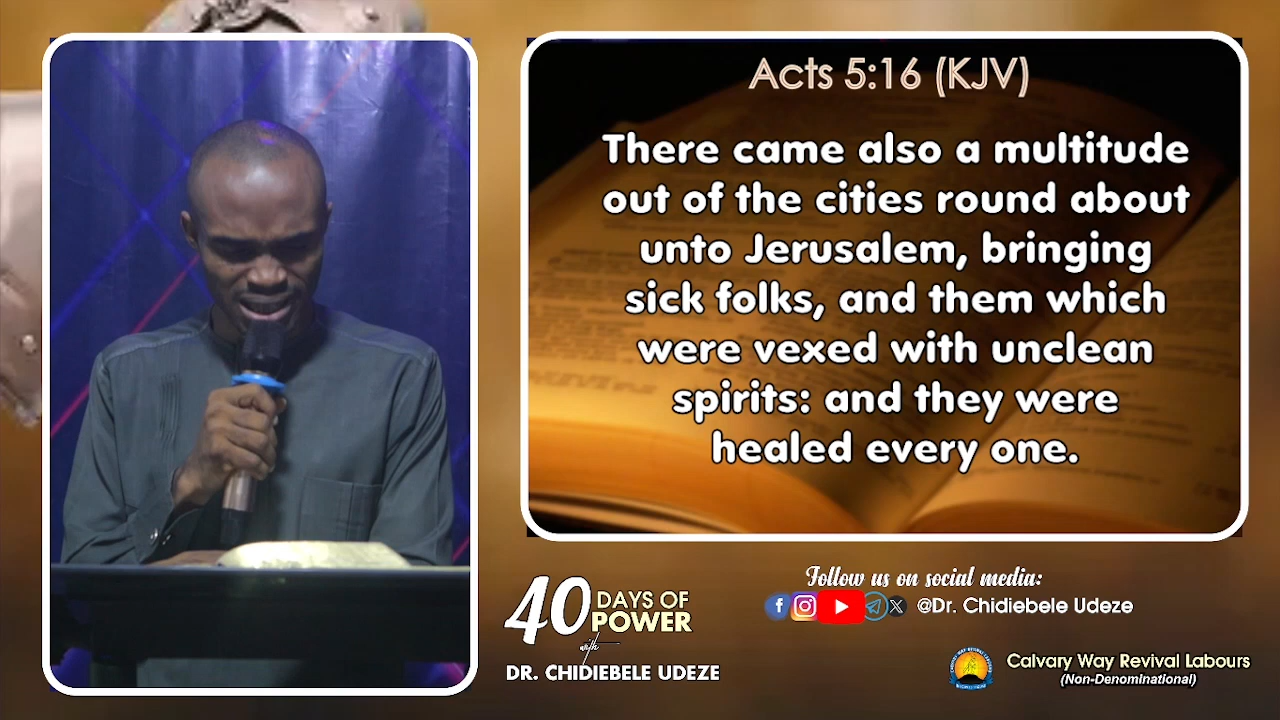 Acts 5:16 (KJV)
There came also a multitude
out of the cities round about
unto Jerusalem, bringing
sick folks, and them which
were vexed with unclean
spirits: and they were
healed every one.
40 DAYS OF
POWER
with
DR. CHIDIEBELE UDEZE
Follow us on social media:
@Dr. Chidiebele Udeze
Calvary Way Revival Labours
(Non-Denominational)